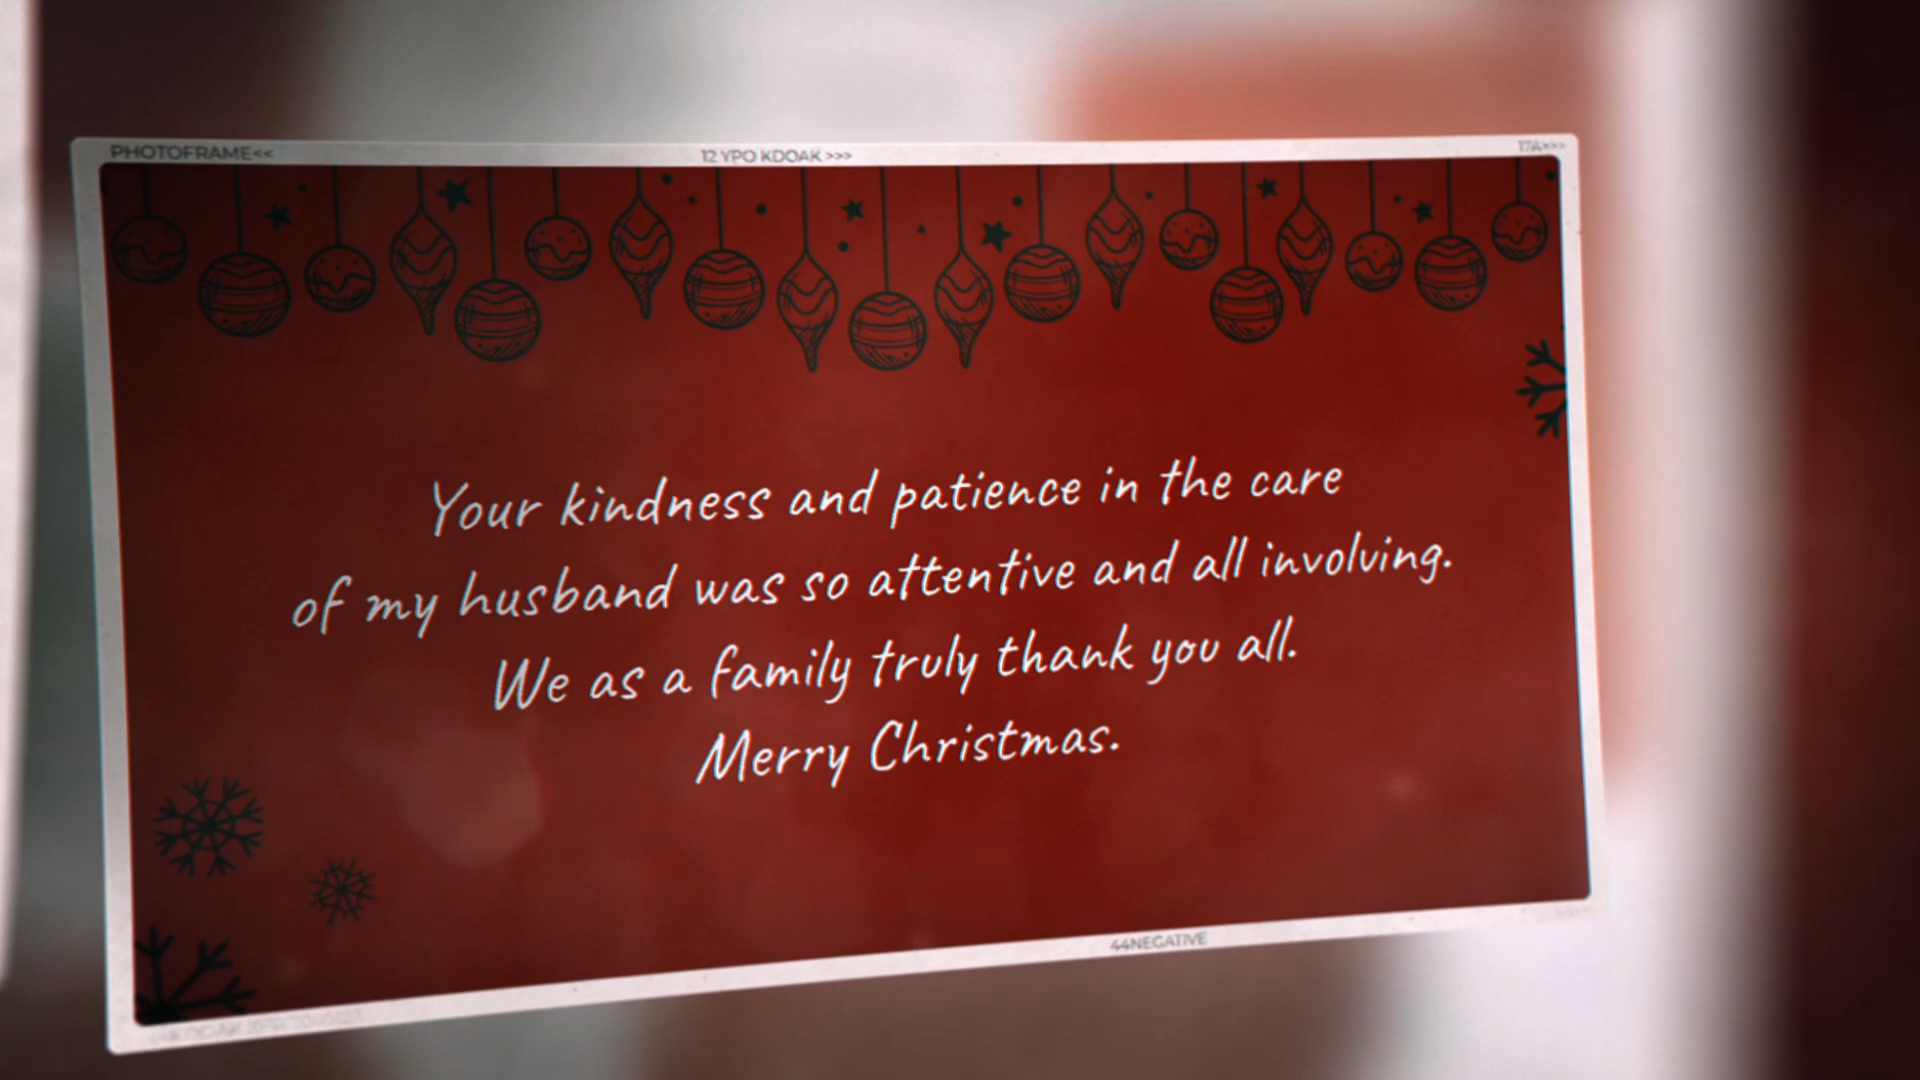 PHOTOFRAME<<
12 YPO KDOAK >>>
17A>>>
Your kindness and patience in the care
of my husband was so attentive and all involving.
We as a family truly thank you all.
Merry Christmas.
44NEGATIVE